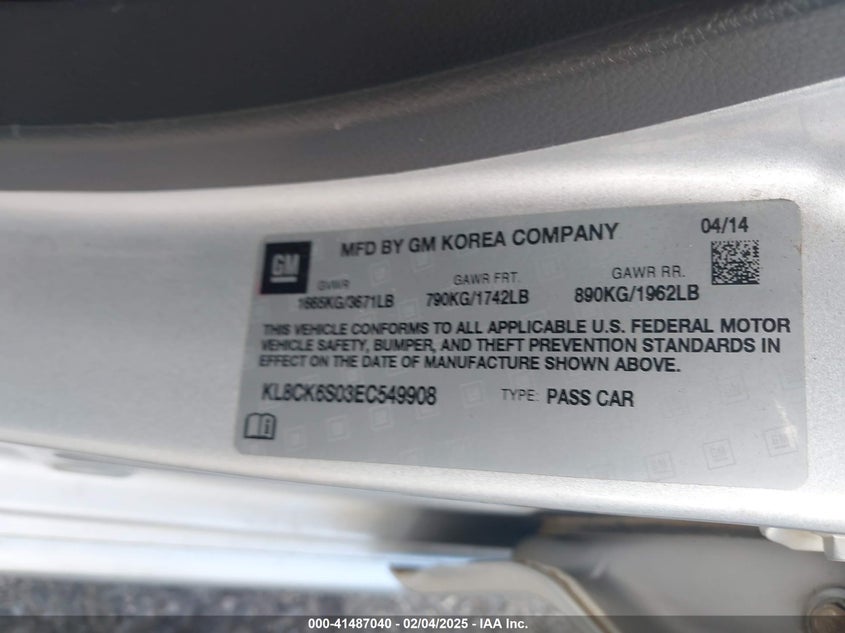 GM
MFD BY GM KOREA COMPANY
04/14
GVWR GAWR FRT. GAWR RR.
1665KG/3671LB 790KG/1742LB 890KG/1962LB
THIS VEHICLE CONFORMS TO ALL APPLICABLE U.S. FEDERAL MOTOR
VEHICLE SAFETY, BUMPER, AND THEFT PREVENTION STANDARDS IN
EFFECT ON THE DATE OF MANUFACTURE SHOWN ABOVE.
KL8CK6S03EC549908 TYPE: PASS CAR
000-41487040 - 02/04/2025 - IAA Inc.